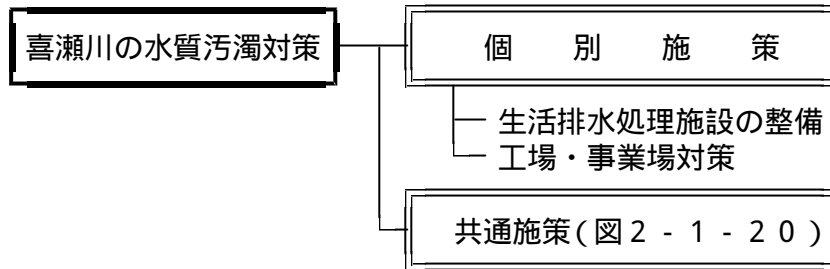 喜瀬川の水質汚濁対策
個別施策
生活排水処理施設の整備
工場・事業場対策
共通施策(図2-1-20)